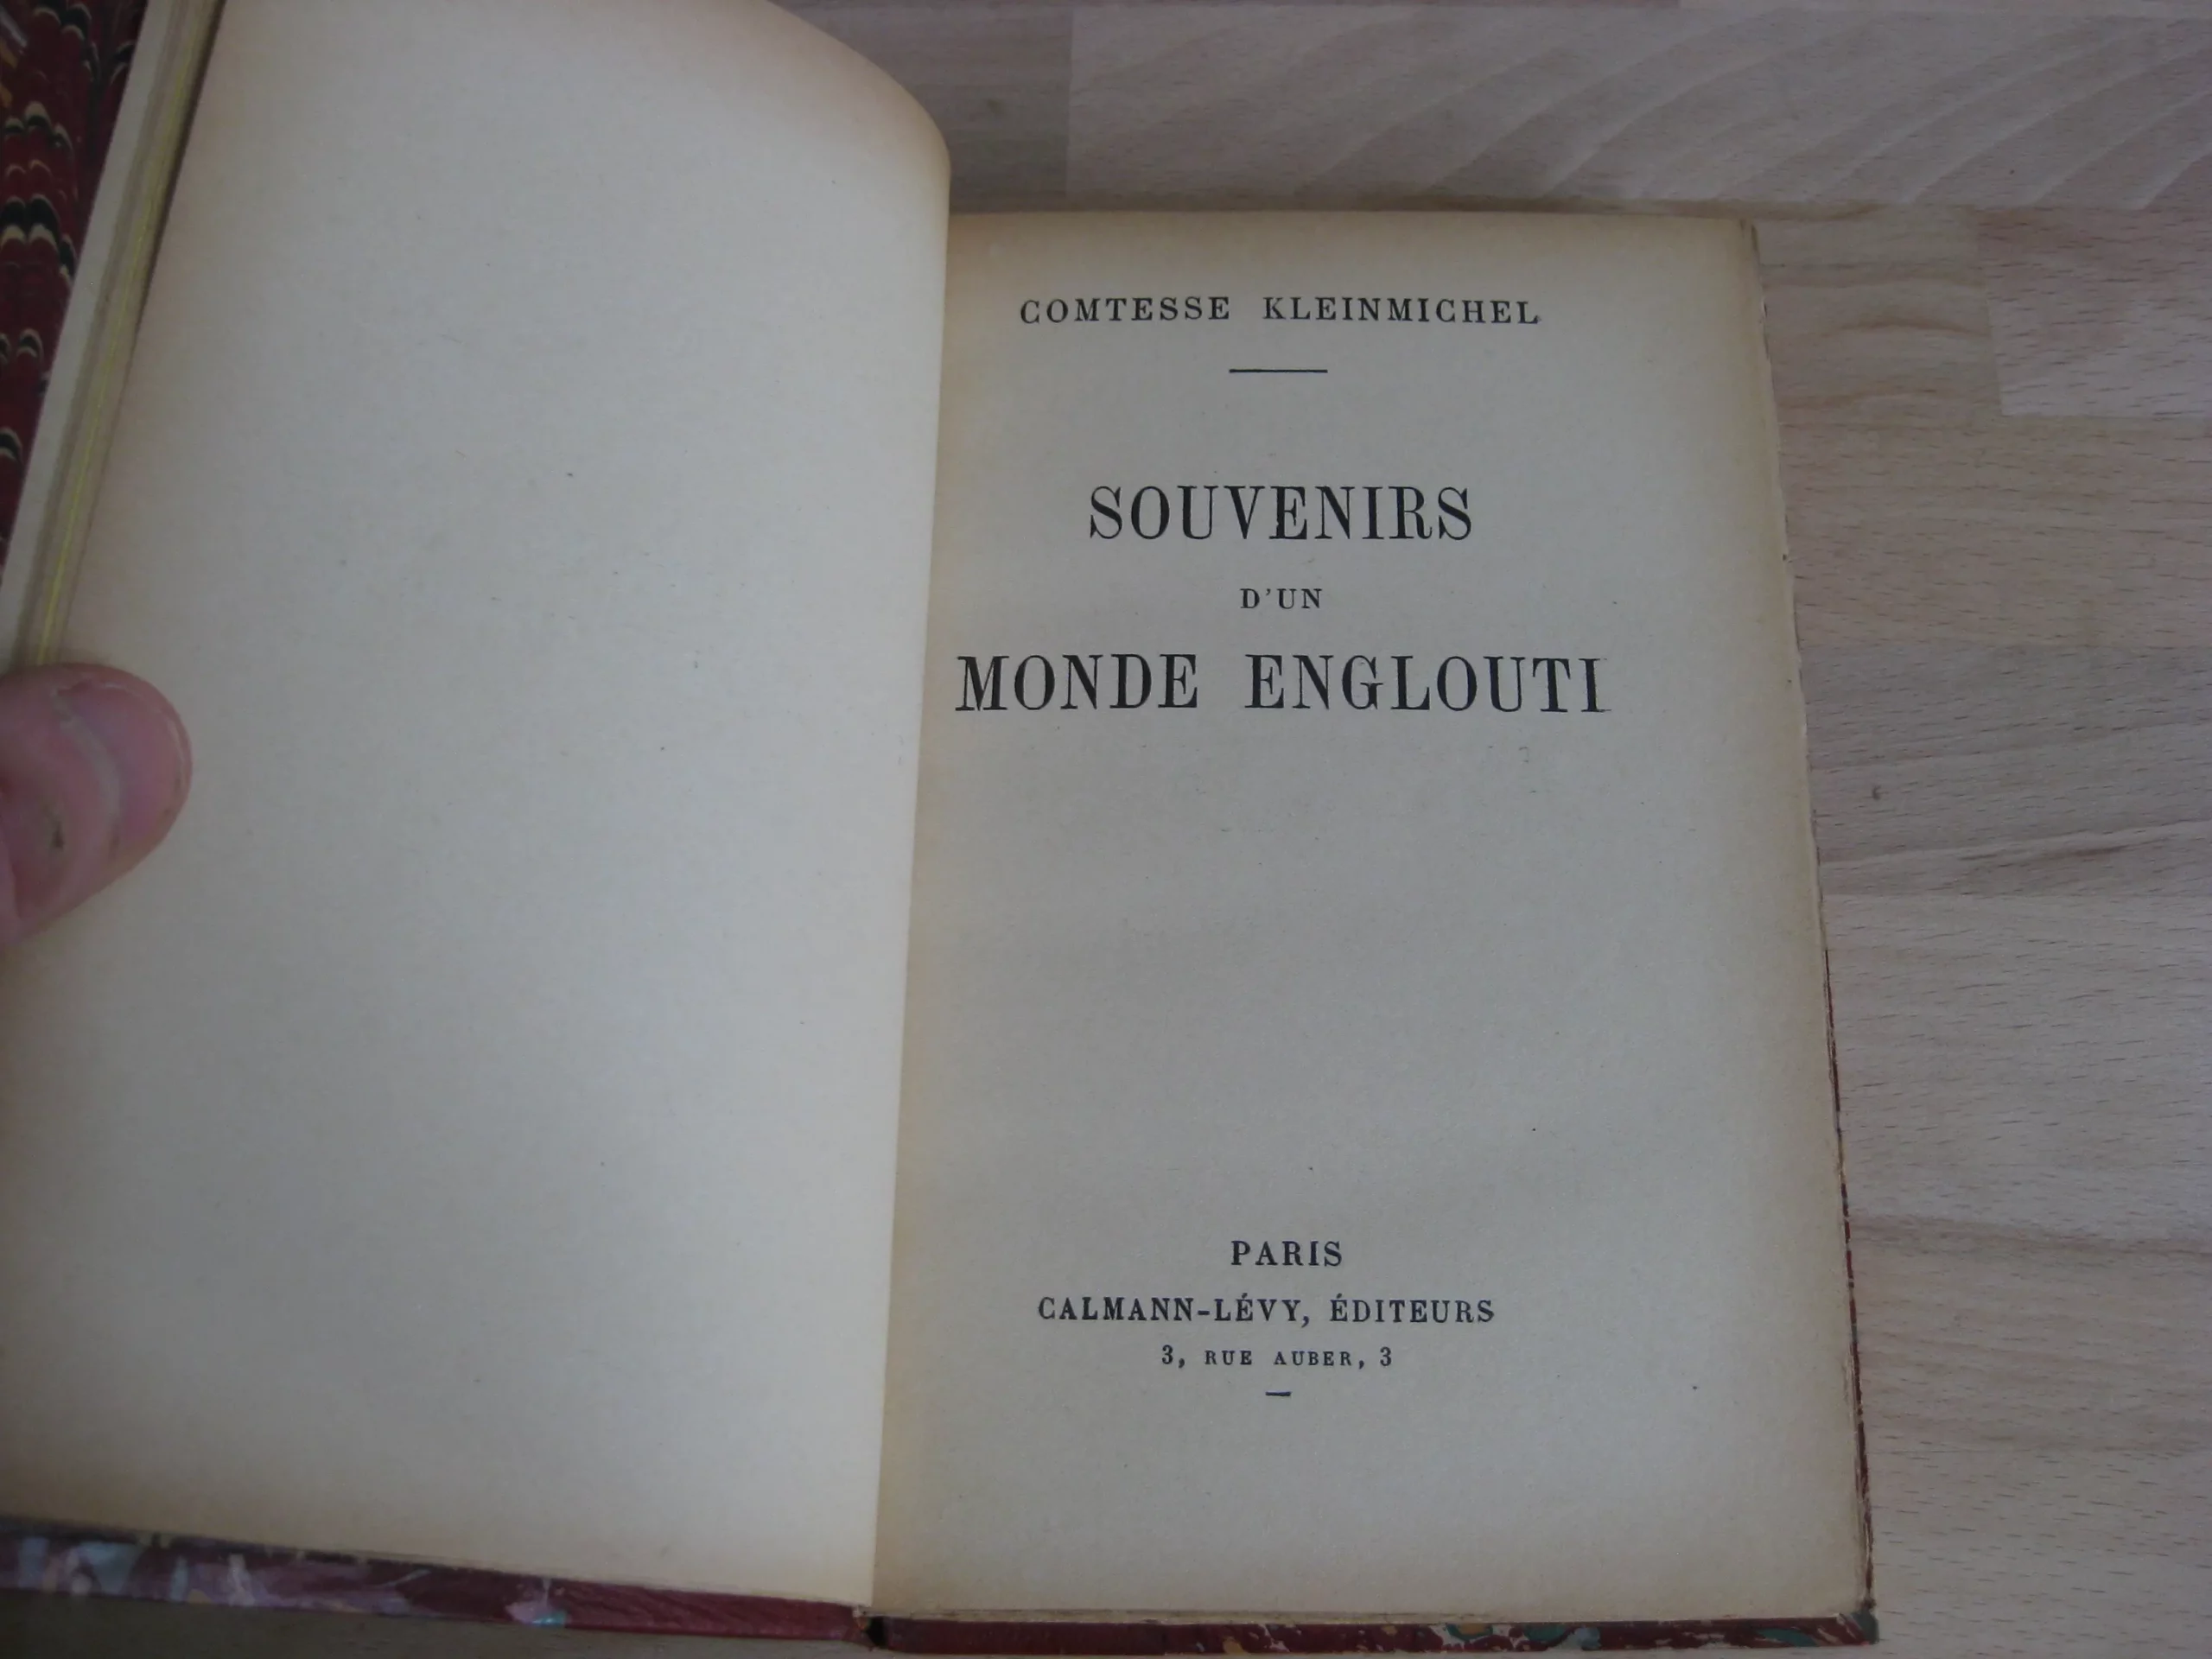 COMTESSE KLEINMICHEL
SOUVENIRS
D'UN
MONDE ENGLOUTI
PARIS
CALMANN-LÉVY, ÉDITEURS
3, RUE AUBER, 3